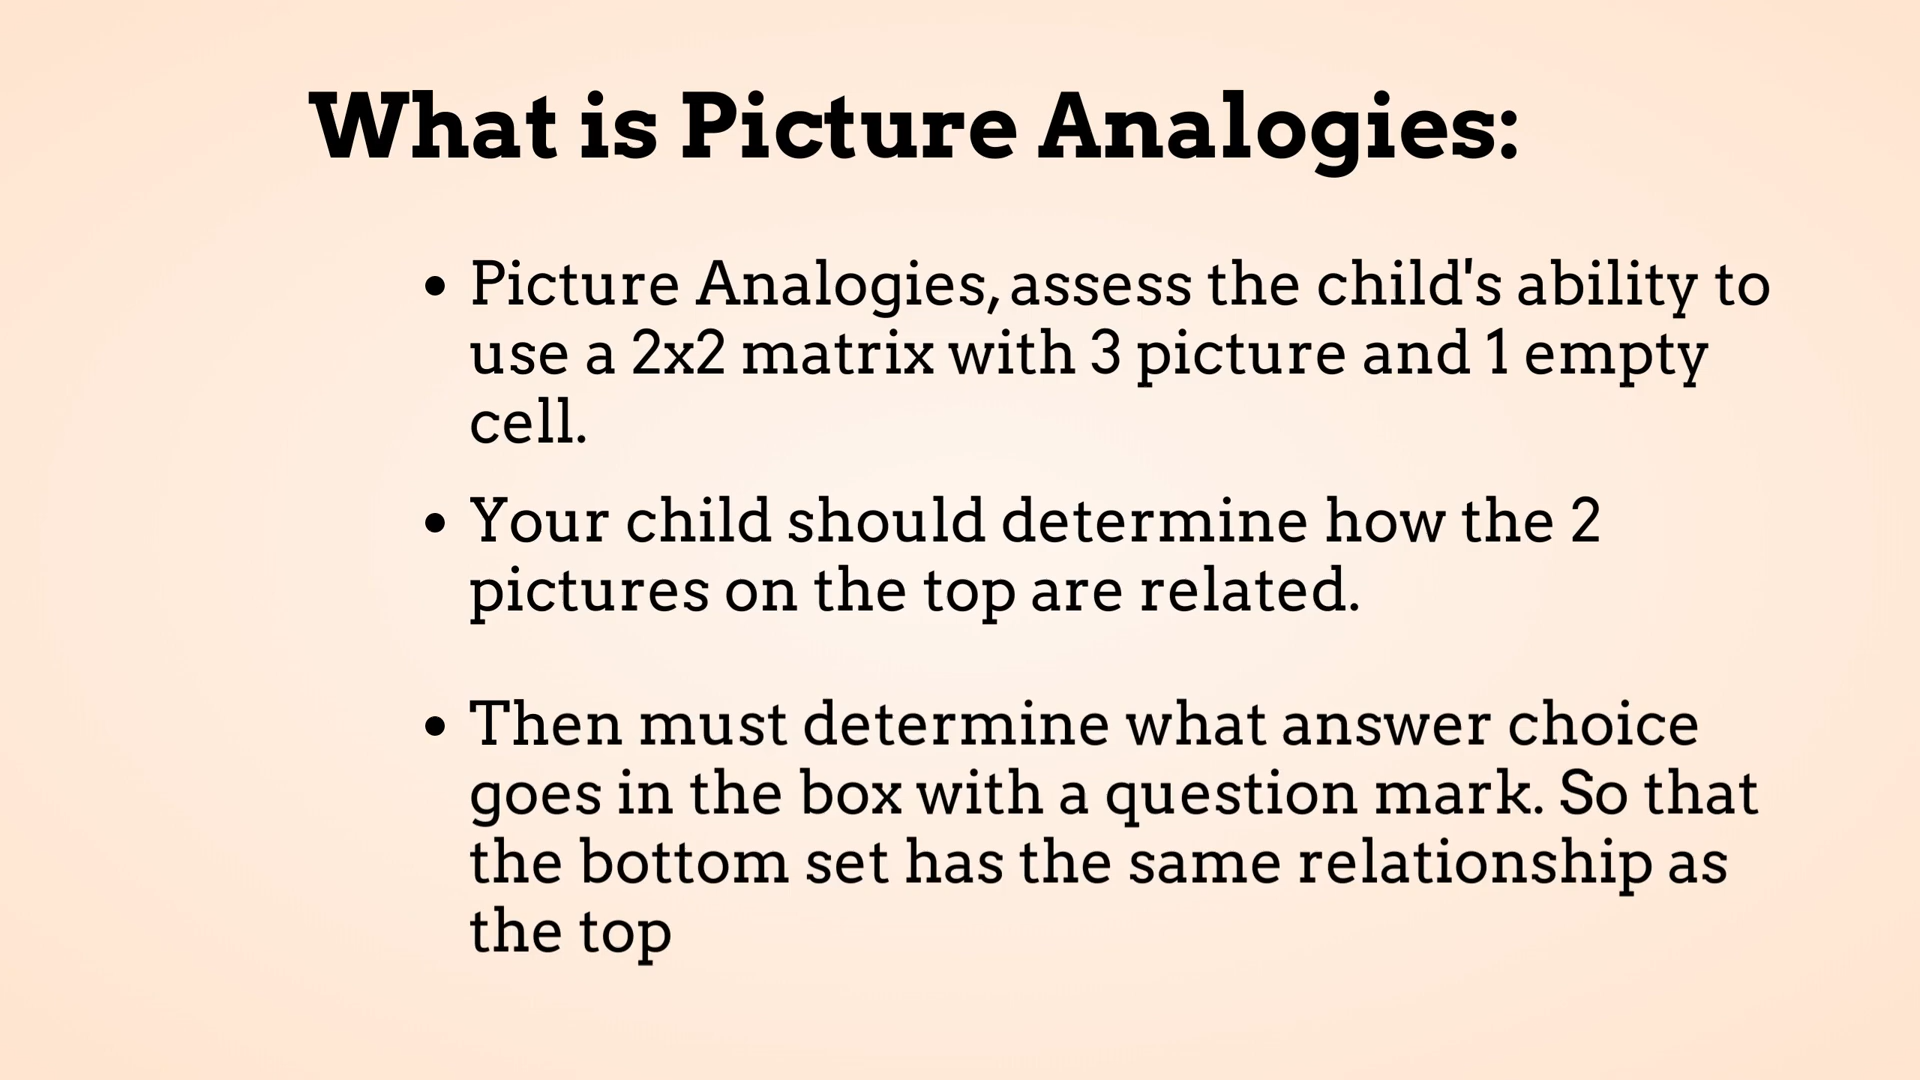 What is Picture Analogies:
• Picture Analogies, assess the child's ability to
use a 2x2 matrix with 3 picture and 1 empty
cell.
• Your child should determine how the 2
pictures on the top are related.
• Then must determine what answer choice
goes in the box with a question mark. So that
the bottom set has the same relationship as
the top